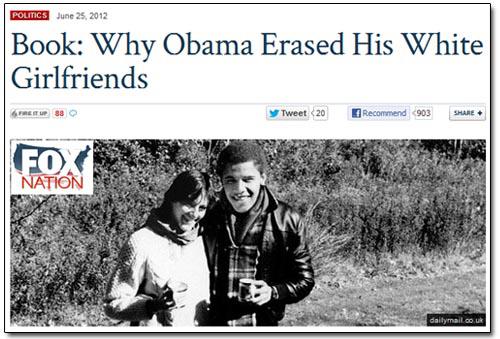 POLITICS June 25, 2012
Book: Why Obama Erased His White
Girlfriends
FIRE IT UP 88 Tweet 20 Recommend 903 SHARE +
FOX
NATION
dailymail.co.uk